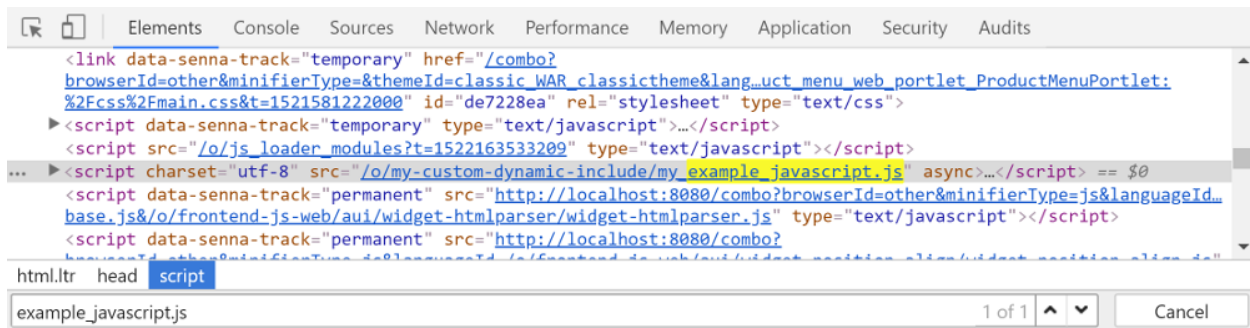 Elements Console Sources Network Performance Memory Application Security Audits
<link data-senna-track="temporary" href="/combo?
browserId=other&minifierType=&themeId=classic_WAR_classictheme&lang…uct_menu_web_portlet_ProductMenuPortlet:
%2Fcss%2Fmain.css&t=1521581222000" id="de7228ea" rel="stylesheet" type="text/css">
▶<script data-senna-track="temporary" type="text/javascript">…</script>
<script src="/o/js_loader_modules?t=1522163533209" type="text/javascript"></script>
... ▶<script charset="utf-8" src="/o/my-custom-dynamic-include/my_example_javascript.js" async>…</script> == $0
<script data-senna-track="permanent" src="http://localhost:8080/combo?browserId=other&minifierType=js&languageId…
base.js&/o/frontend-js-web/aui/widget-htmlparser/widget-htmlparser.js" type="text/javascript"></script>
<script data-senna-track="permanent" src="http://localhost:8080/combo?
html.ltr head script
example_javascript.js 1 of 1 Cancel